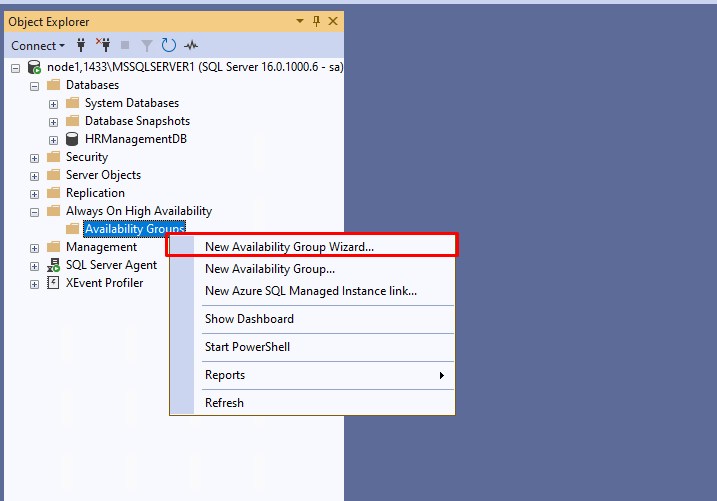 Object Explorer
Connect
node1,1433\MSSQLSERVER1 (SQL Server 16.0.1000.6 - sa)
Databases
System Databases
Database Snapshots
HRManagementDB
Security
Server Objects
Replication
Always On High Availability
Availability Groups
Management
SQL Server Agent
XEvent Profiler
New Availability Group Wizard...
New Availability Group...
New Azure SQL Managed Instance link...
Show Dashboard
Start PowerShell
Reports
Refresh